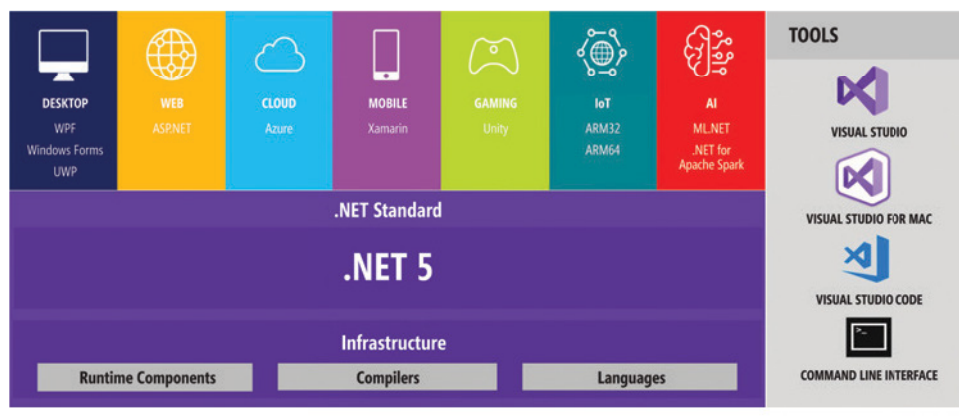 DESKTOP
WPF
Windows Forms
UWP
WEB
ASP.NET
CLOUD
Azure
MOBILE
Xamarin
GAMING
Unity
IoT
ARM32
ARM64
AI
ML.NET
.NET for
Apache Spark
.NET Standard
.NET 5
Infrastructure
Runtime Components
Compilers
Languages
TOOLS
VISUAL STUDIO
VISUAL STUDIO FOR MAC
VISUAL STUDIO CODE
>_
COMMAND LINE INTERFACE